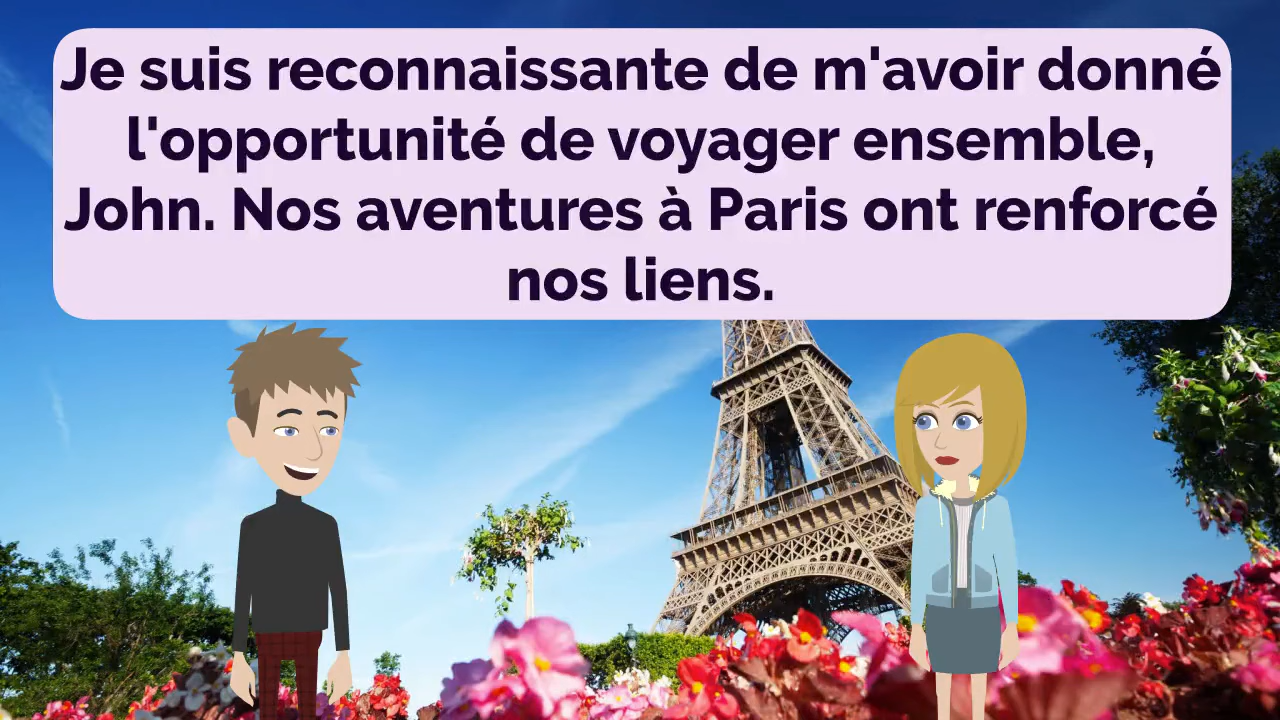 Je suis reconnaissante de m'avoir donné
l'opportunité de voyager ensemble,
John. Nos aventures à Paris ont renforcé
nos liens.